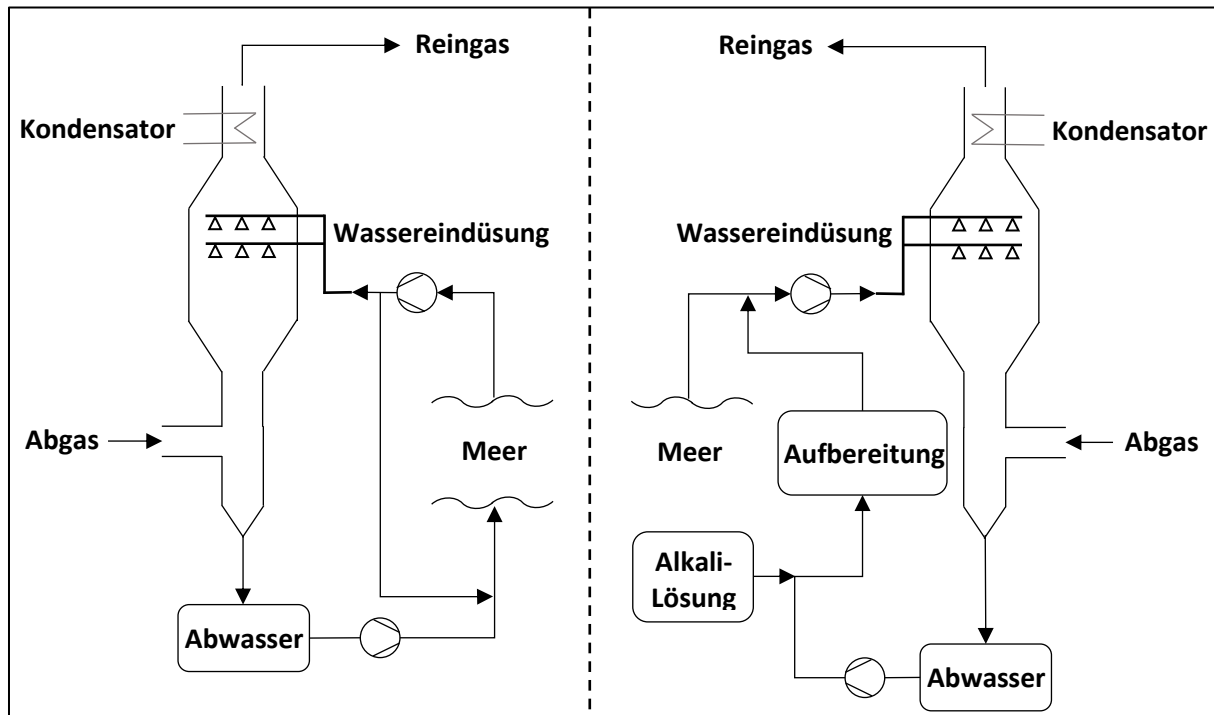 Reingas
Kondensator
Wassereindüsung
Abgas
Meer
Abwasser
Reingas
Kondensator
Wassereindüsung
Meer
Aufbereitung
Abgas
Alkali-
Lösung
Abwasser